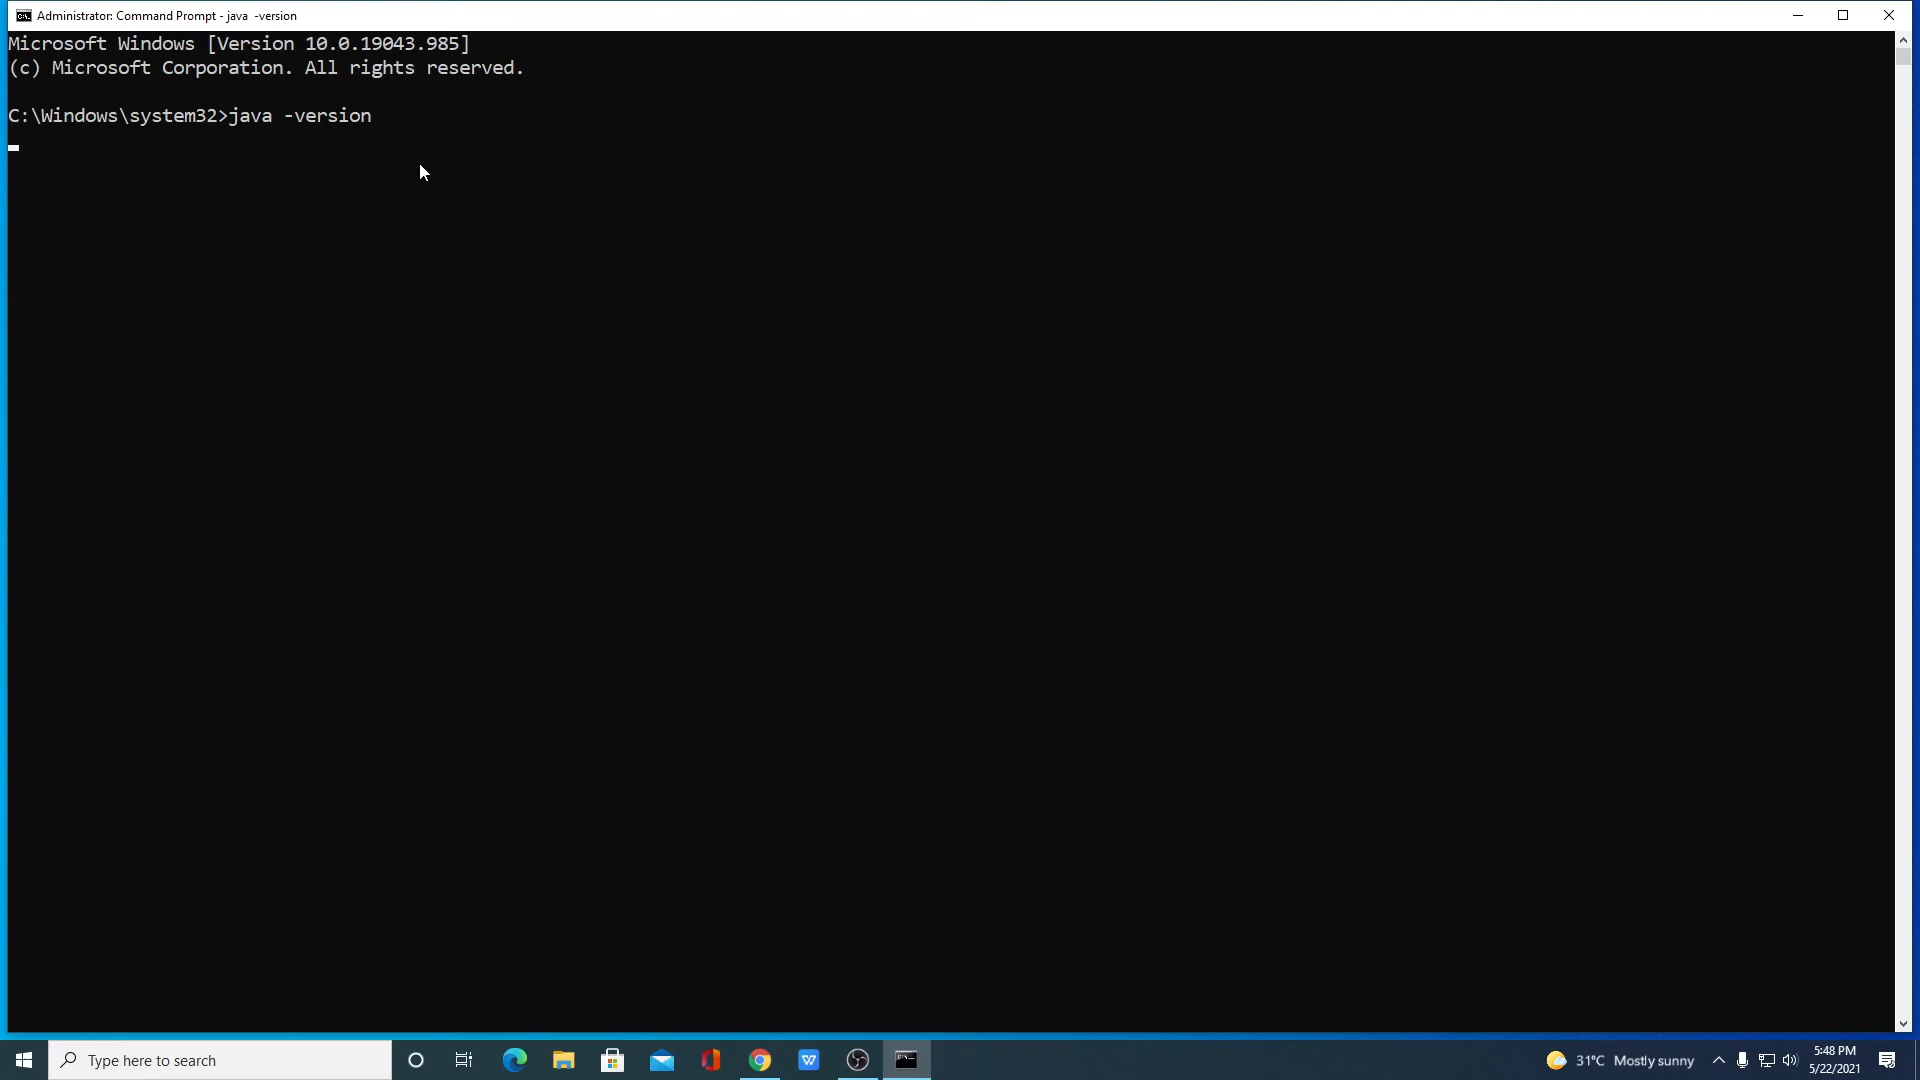 Administrator: Command Prompt - java  -version
Microsoft Windows [Version 10.0.19043.985]
(c) Microsoft Corporation. All rights reserved.
C:\Windows\system32>java -version
Type here to search
31°C Mostly sunny
5:48 PM
5/22/2021